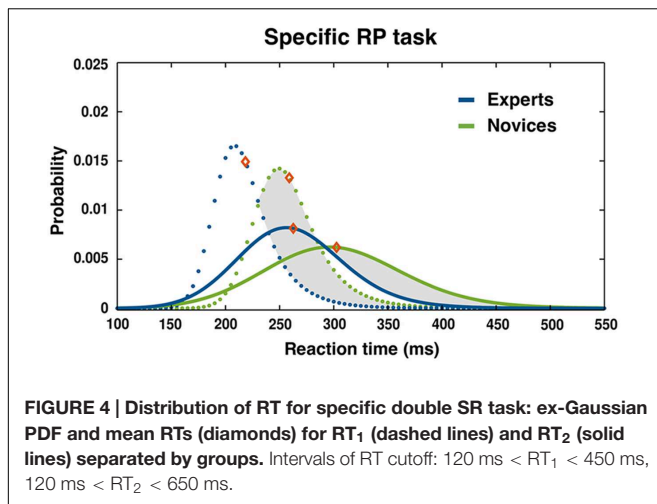 Specific RP task
0.025
0.02
0.015
0.01
0.005
0
Probability
Experts
Novices
100 150 200 250 300 350 400 450 500 550
Reaction time (ms)
FIGURE 4 | Distribution of RT for specific double SR task: ex-Gaussian
PDF and mean RTs (diamonds) for RT₁ (dashed lines) and RT₂ (solid
lines) separated by groups. Intervals of RT cutoff: 120 ms < RT₁ < 450 ms,
120 ms < RT₂ < 650 ms.